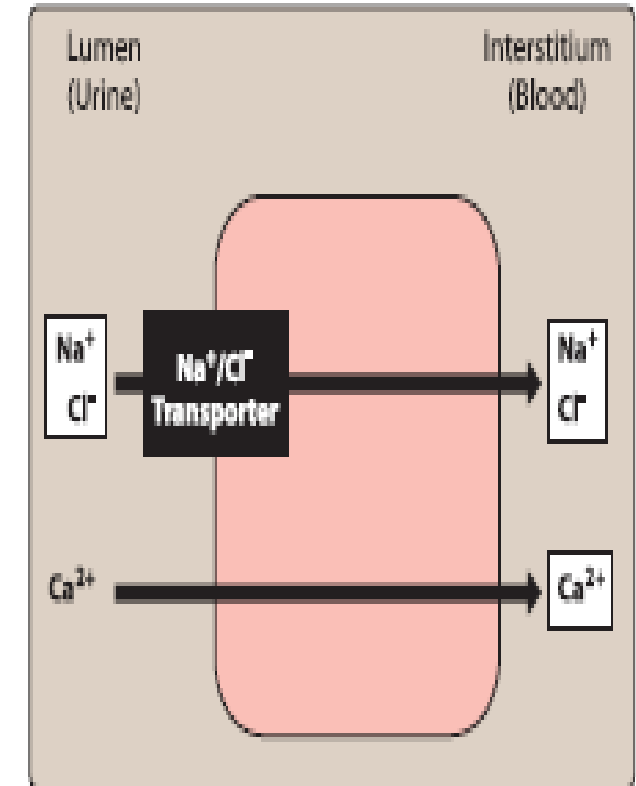 Lumen
(Urine)
Interstitium
(Blood)
Na⁺
Cl⁻
Na⁺/Cl⁻
Transporter
Na⁺
Cl⁻
Ca²⁺
Ca²⁺